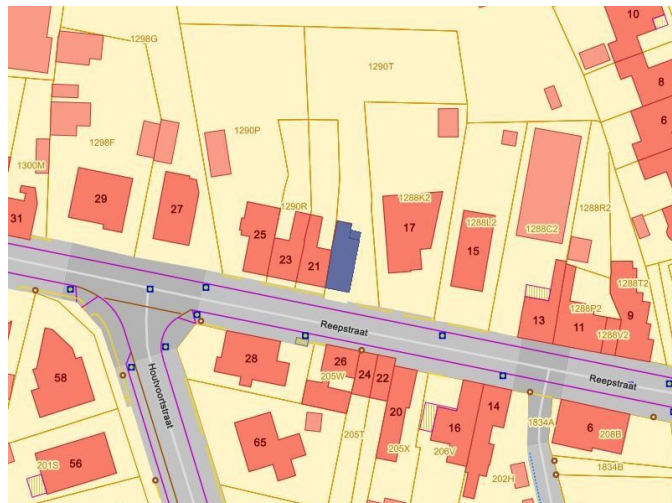 1298G
10
1290T
8
1298F
1290P
6
1300M
29
27
1290R
1288K2
1288L2
1288C2
1288R2
31
25
23
21
17
15
1288T2
13
1288P2
11
9
1288V2
Reepstraat
Reepstraat
Houtvoortstraat
58
28
26
24
22
205W
20
14
16
6
1834A
208B
65
205T
205X
206V
56
201S
202H
1834B